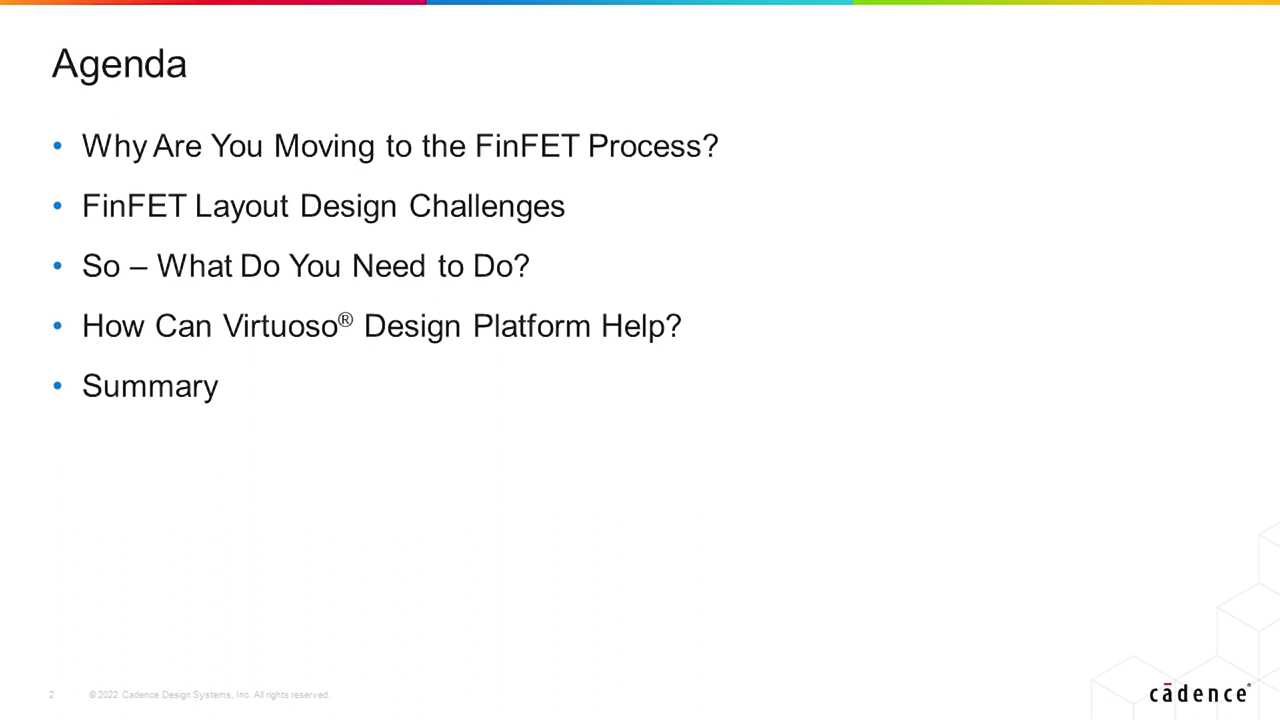 Agenda
• Why Are You Moving to the FinFET Process?
• FinFET Layout Design Challenges
• So – What Do You Need to Do?
• How Can Virtuoso® Design Platform Help?
• Summary
2 © 2022 Cadence Design Systems, Inc. All rights reserved.
cādence®